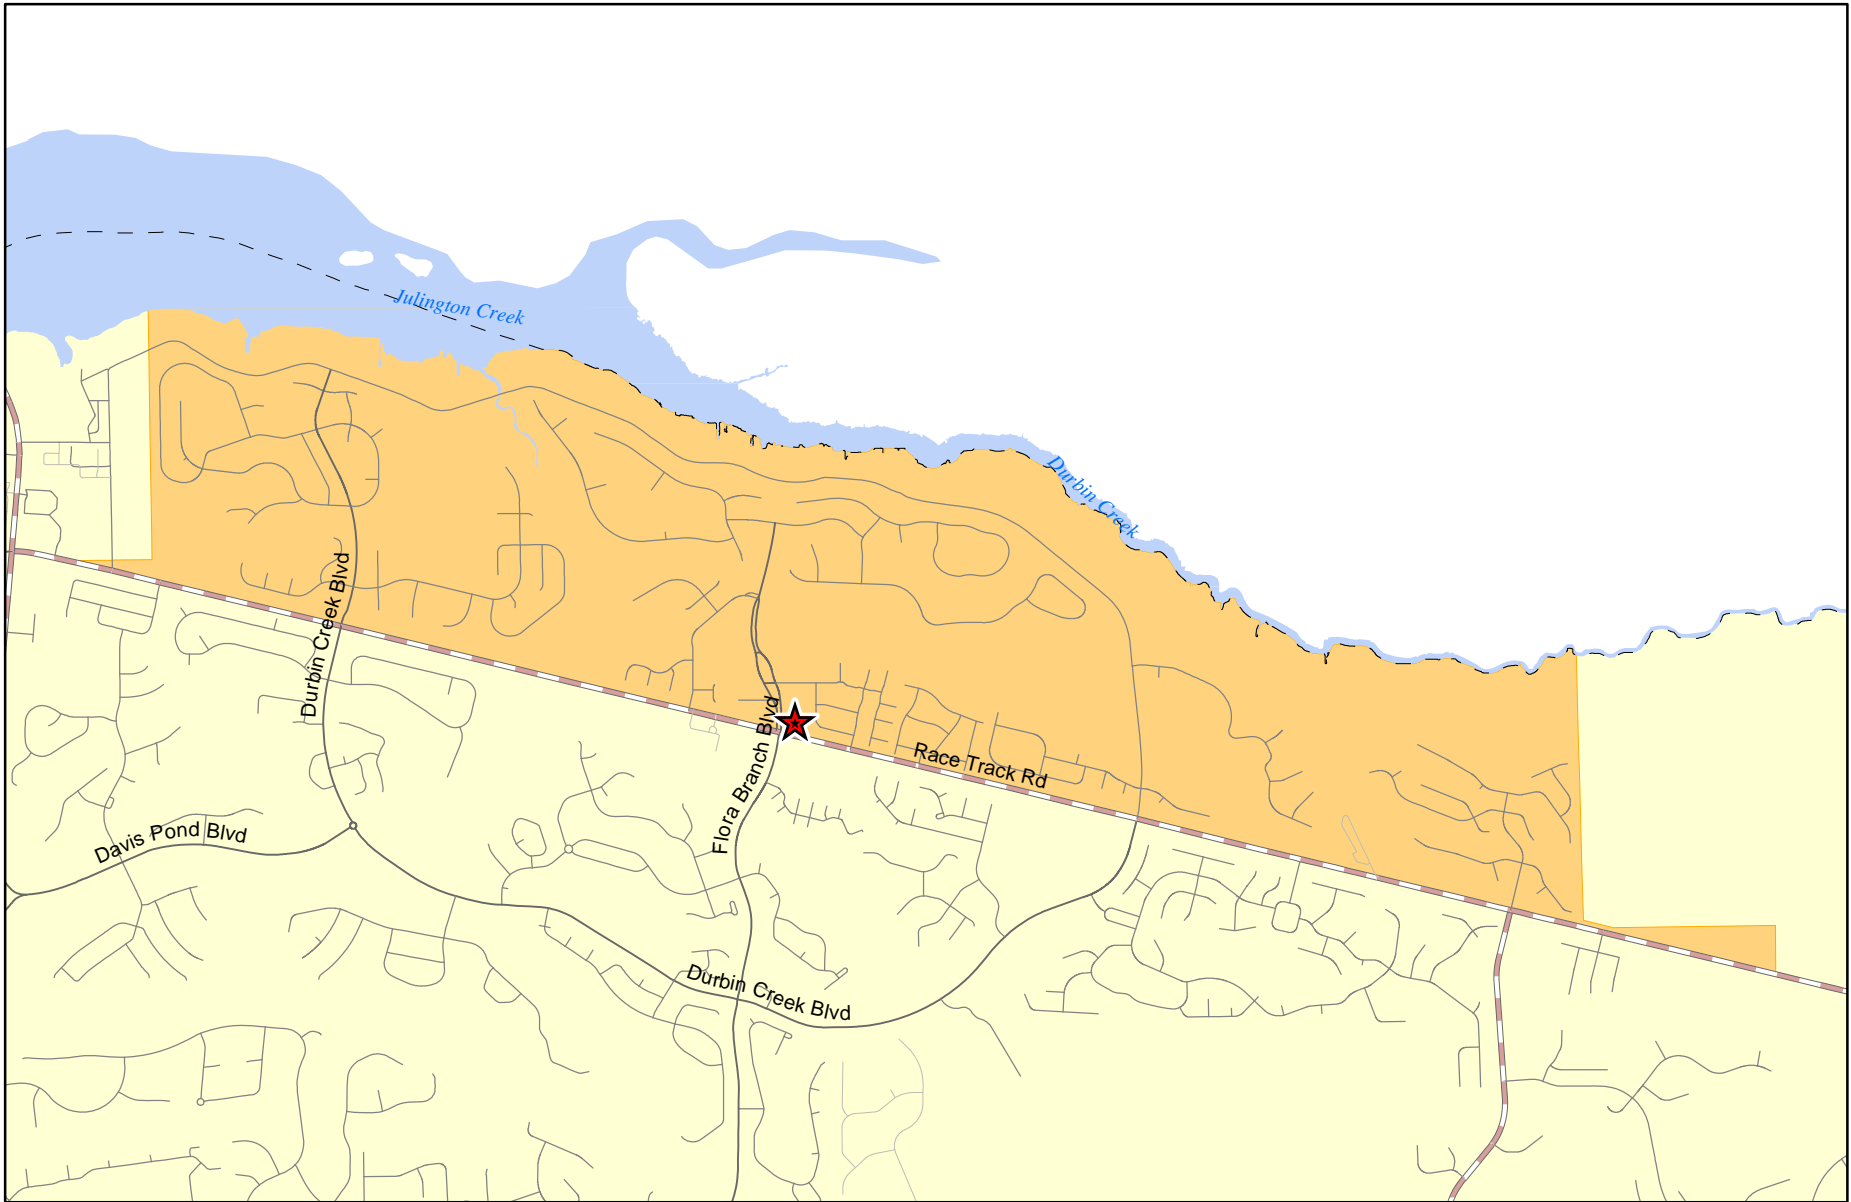 Julington Creek
Durbin Creek
Durbin Creek Blvd
Flora Branch Blvd
Race Track Rd
Davis Pond Blvd
Durbin Creek Blvd